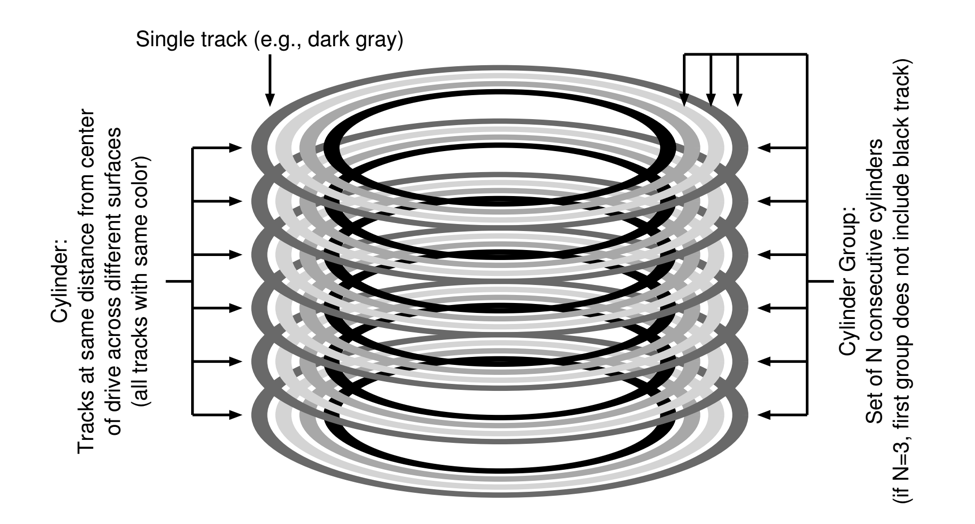 Single track (e.g., dark gray)
Cylinder:
Tracks at same distance from center
of drive across different surfaces
(all tracks with same color)
Cylinder Group:
Set of N consecutive cylinders
(if N=3, first group does not include black track)